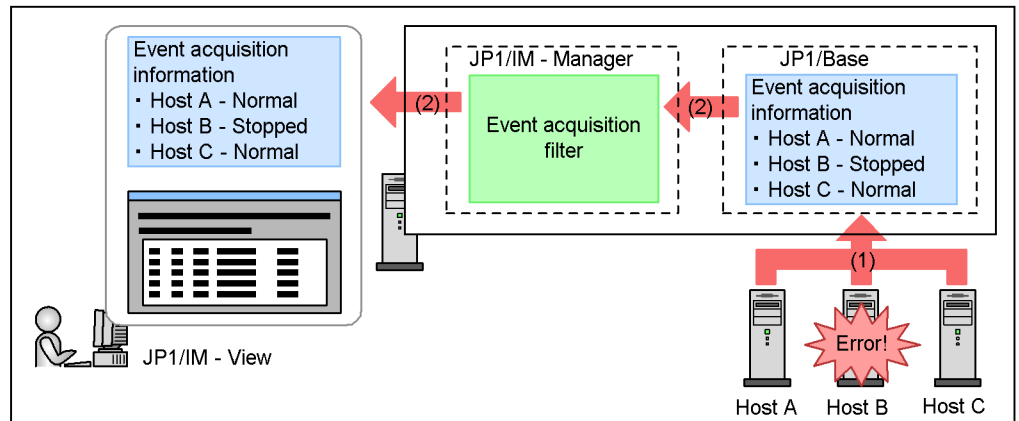 Event acquisition
information
・ Host A - Normal
・ Host B - Stopped
・ Host C - Normal
JP1/IM - View
(2)
JP1/IM - Manager
Event acquisition
filter
(2)
JP1/Base
Event acquisition
information
・ Host A - Normal
・ Host B - Stopped
・ Host C - Normal
(1)
Error!
Host A
Host B
Host C